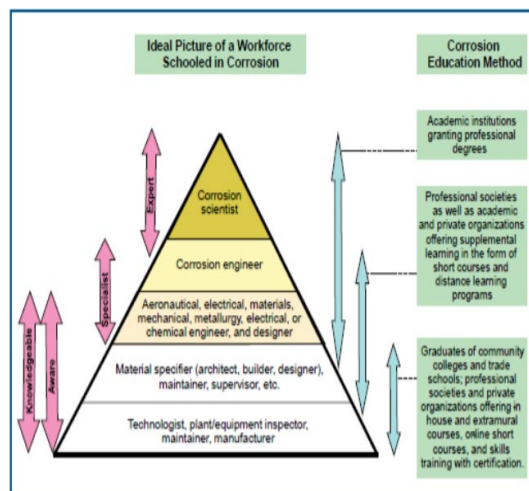 Ideal Picture of a Workforce
Schooled in Corrosion
Corrosion
Education Method
Expert
Specialist
Knowledgeable
Aware
Corrosion
scientist
Corrosion engineer
Aeronautical, electrical, materials,
mechanical, metallurgy, electrical, or
chemical engineer, and designer
Material specifier (architect, builder, designer),
maintainer, supervisor, etc.
Technologist, plant/equipment inspector,
maintainer, manufacturer
Academic institutions
granting professional
degrees
Professional societies
as well as academic
and private organizations
offering supplemental
learning in the form of
short courses and
distance learning
programs
Graduates of community
colleges and trade
schools; professional
societies and private
organizations offering in
house and extramural
courses, online short
courses, and skills
training with certification.